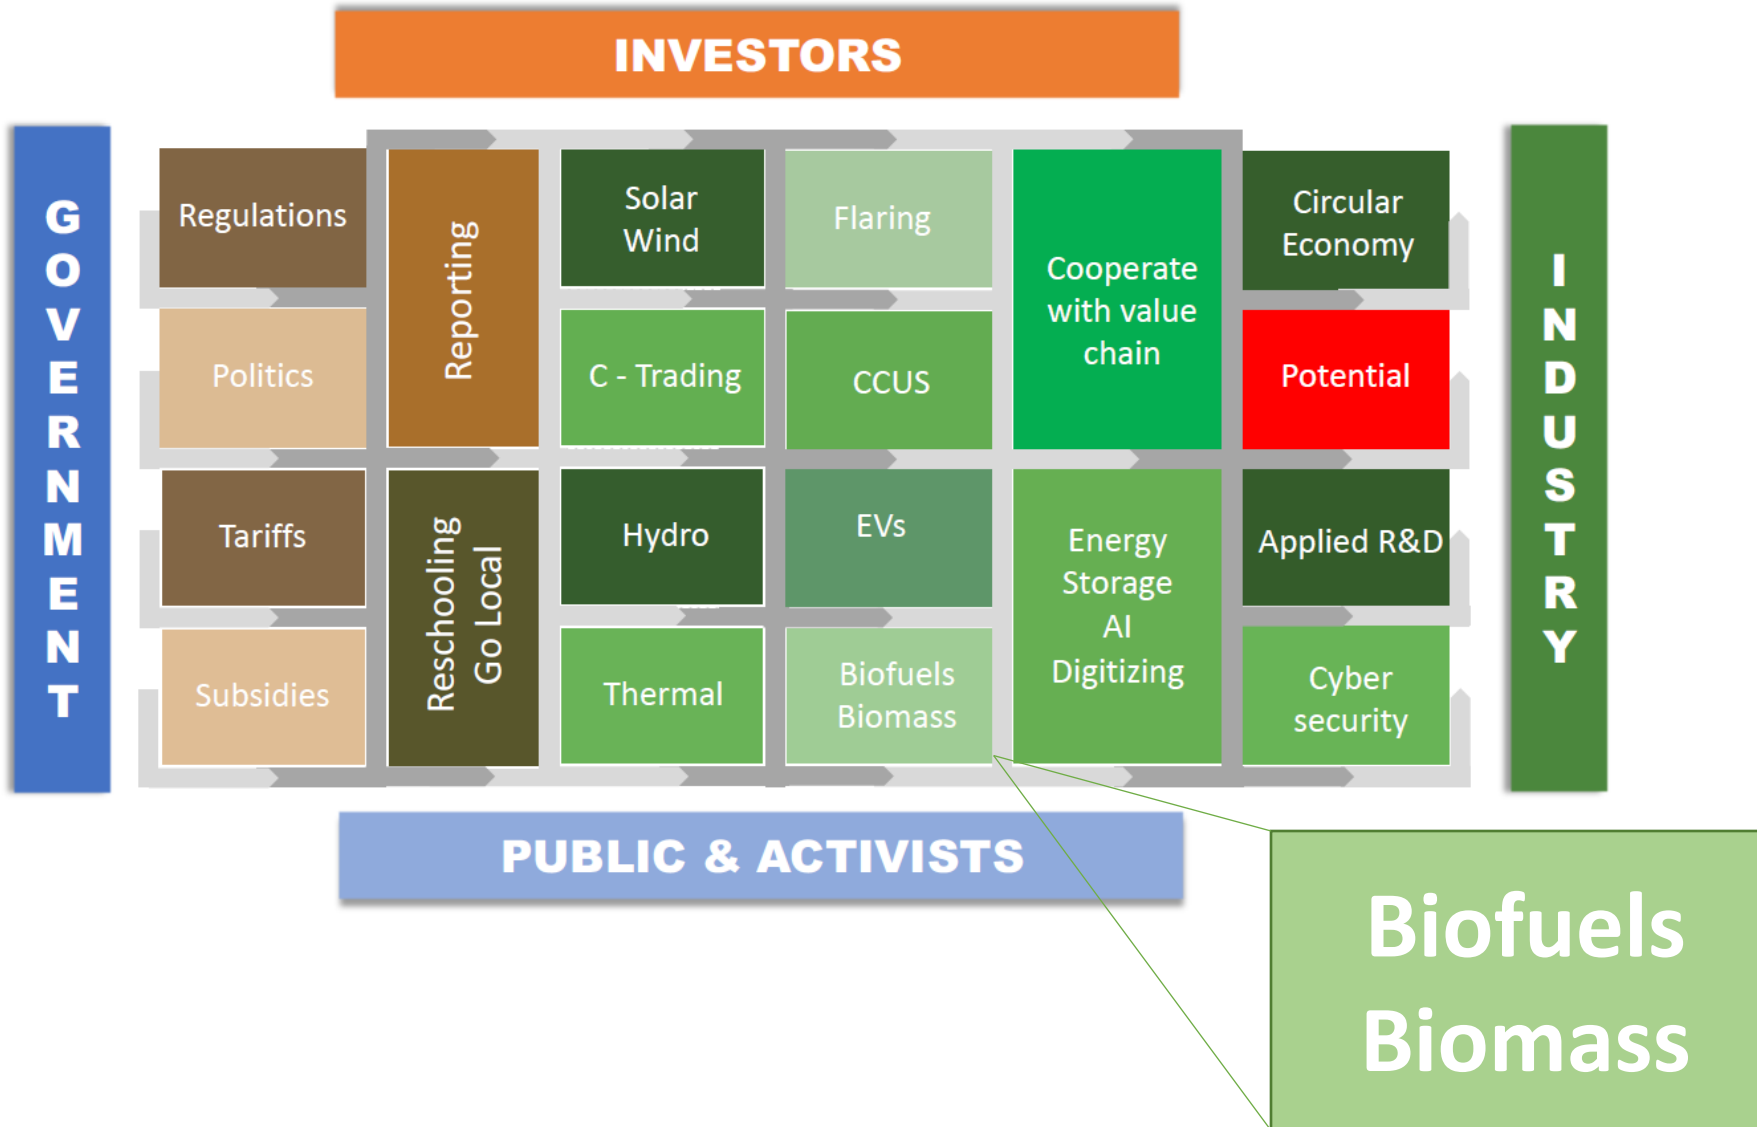 INVESTORS
GOVERNMENT
Regulations
Politics
Tariffs
Subsidies
Reporting
Reschooling
Go Local
Solar
Wind
C - Trading
Hydro
Thermal
Flaring
CCUS
EVs
Biofuels
Biomass
Cooperate
with value
chain
Energy
Storage
AI
Digitizing
Circular
Economy
Potential
Applied R&D
Cyber
security
INDUSTRY
PUBLIC & ACTIVISTS
Biofuels
Biomass